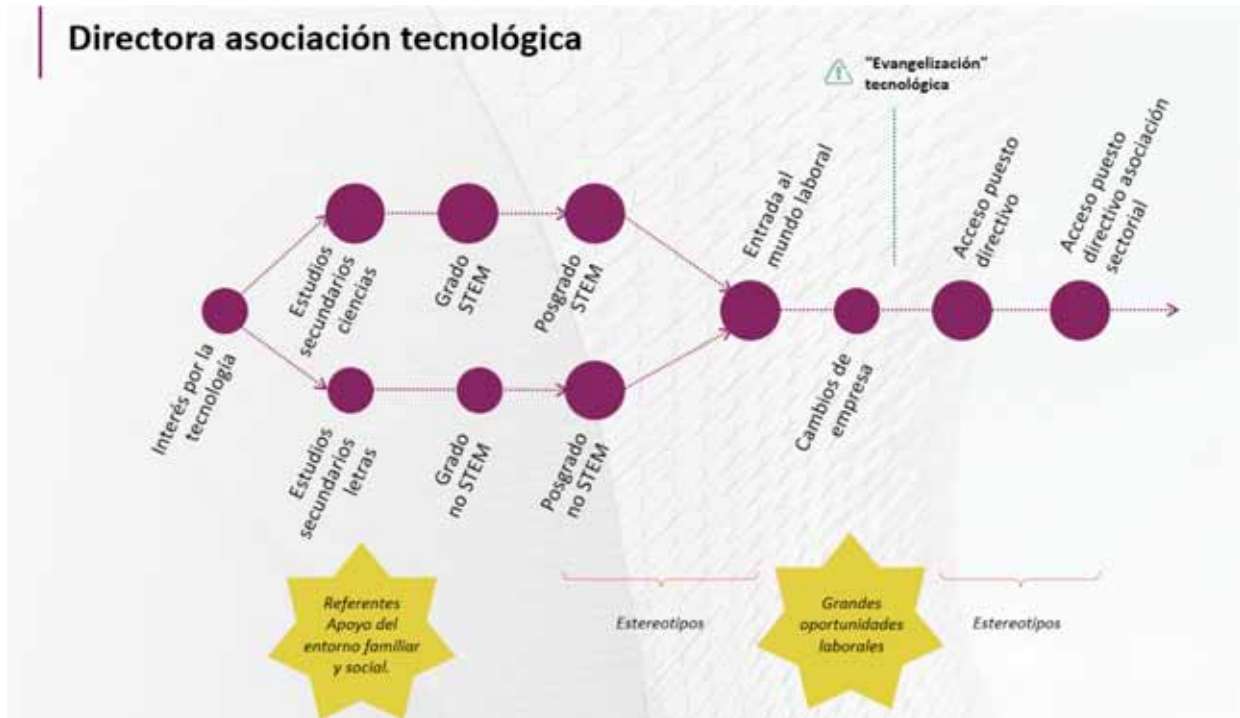 Directora asociación tecnológica
"Evangelización"
tecnológica
Interés por la
tecnología
Estudios
secundarios
ciencias
Grado
STEM
Posgrado
STEM
Estudios
secundarios
letras
Grado
no STEM
Posgrado
no STEM
Entrada al
mundo laboral
Cambios de
empresa
Acceso puesto
directivo
Acceso puesto
directivo asociación
sectorial
Referentes
Apoyo del
entorno familiar
y social.
Estereotipos
Grandes
oportunidades
laborales
Estereotipos